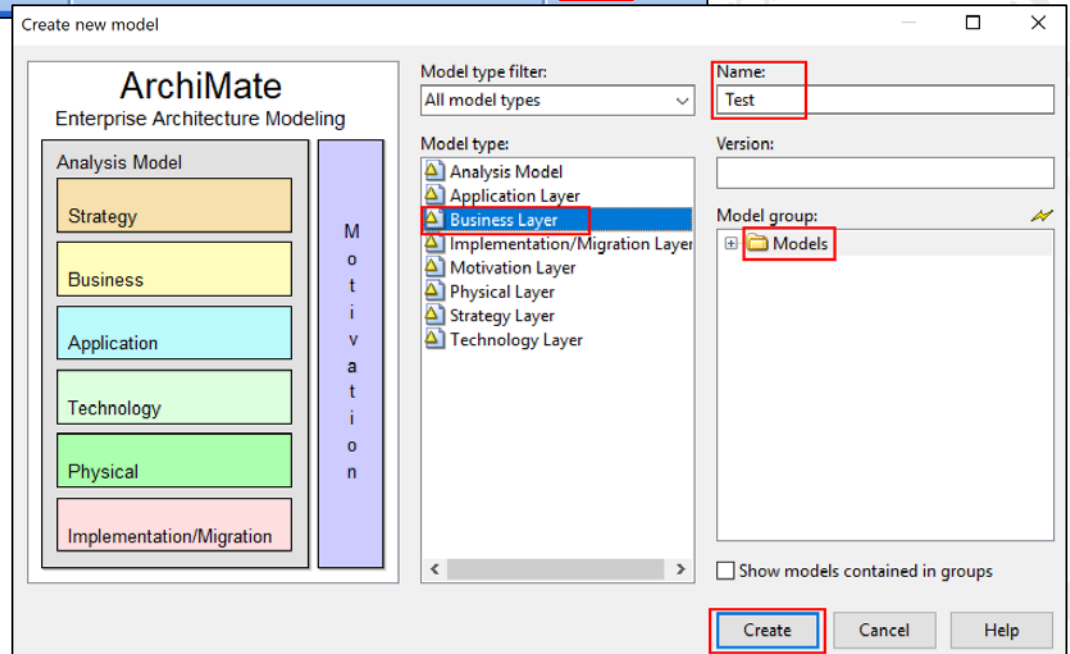 Create new model
ArchiMate
Enterprise Architecture Modeling
Analysis Model
Strategy
Business
Application
Technology
Physical
Implementation/Migration
Motivation
Model type filter:
All model types
Model type:
Analysis Model
Application Layer
Business Layer
Implementation/Migration Layer
Motivation Layer
Physical Layer
Strategy Layer
Technology Layer
Name:
Test
Version:
Model group:
Models
Show models contained in groups
Create
Cancel
Help